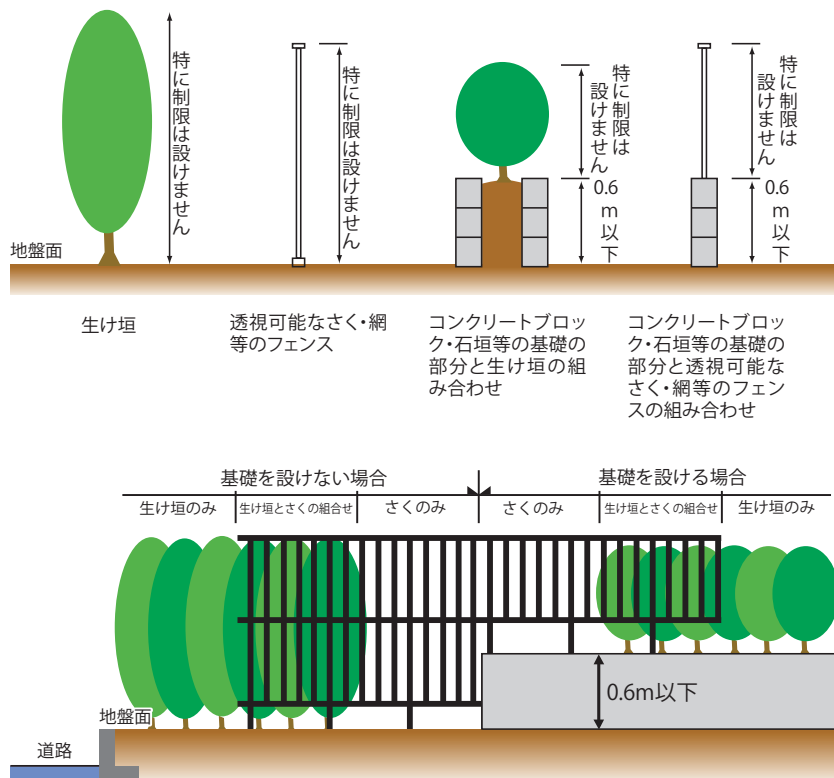 特に制限は設けません
特に制限は設けません
特に制限は
設けません
0.6m以下
特に制限は
設けません
0.6m以下
地盤面
生け垣
透視可能なさく・網
等のフェンス
コンクリートブロッ
ク・石垣等の基礎の
部分と生け垣の組
み合わせ
コンクリートブロッ
ク・石垣等の基礎の
部分と透視可能な
さく・網等のフェン
スの組み合わせ
基礎を設けない場合
基礎を設ける場合
生け垣のみ
生け垣とさくの組合せ
さくのみ
さくのみ
生け垣とさくの組合せ
生け垣のみ
0.6m以下
地盤面
道路